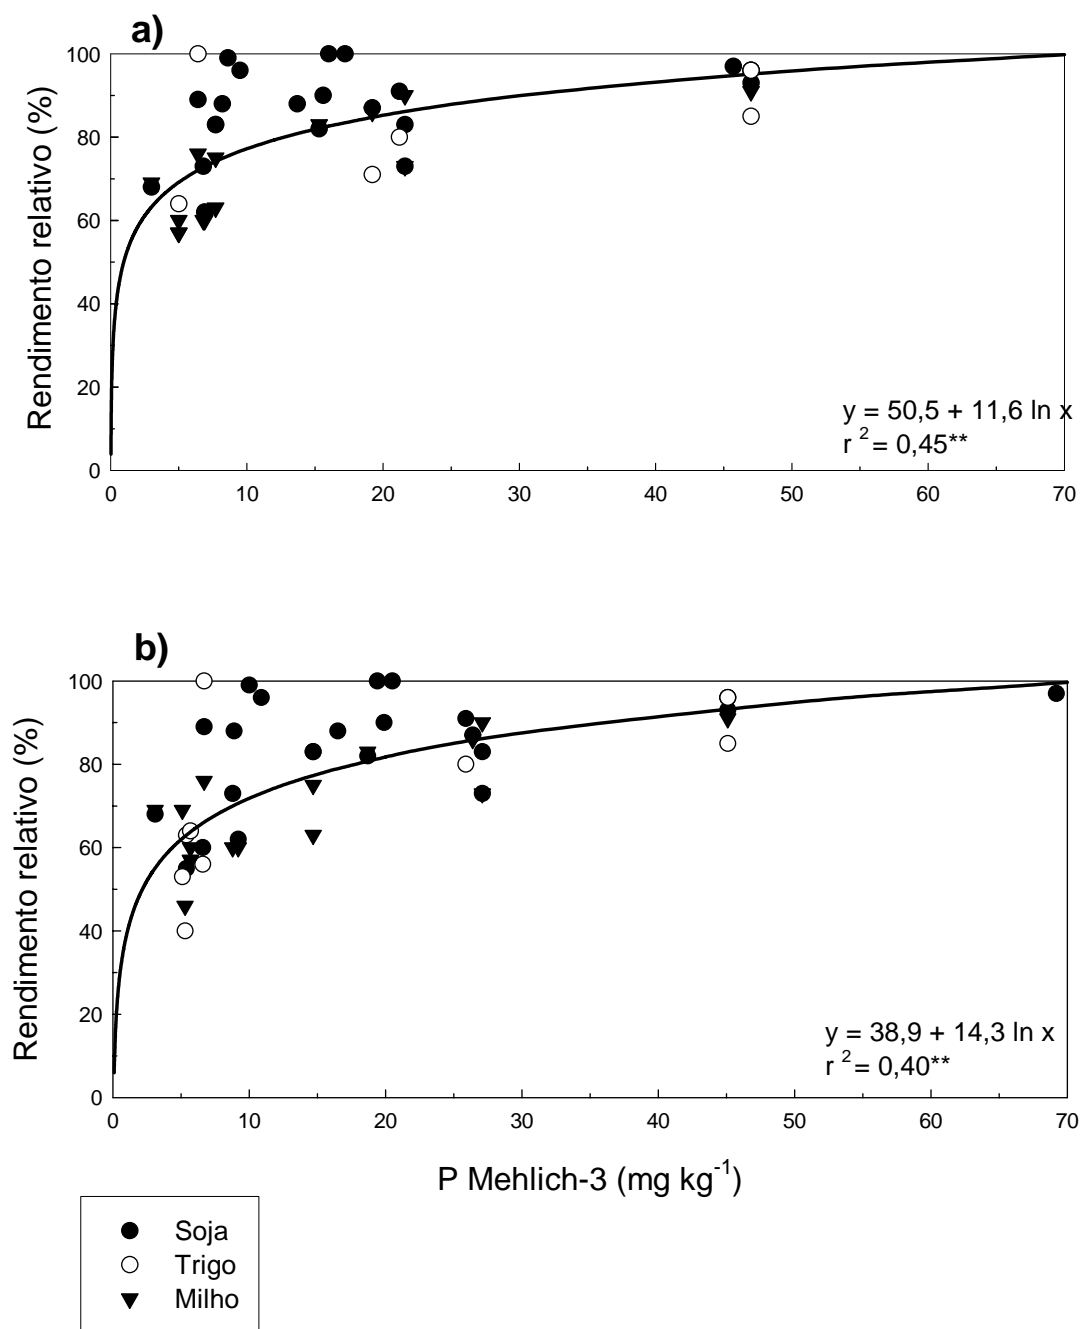 a)
Rendimento relativo (%)
100
80
60
40
20
0
y = 50,5 + 11,6 ln x
r ²= 0,45**
0 10 20 30 40 50 60 70
b)
Rendimento relativo (%)
100
80
60
40
20
0
y = 38,9 + 14,3 ln x
r ²= 0,40**
0 10 20 30 40 50 60 70
P Mehlich-3 (mg kg⁻¹)
Soja
Trigo
Milho